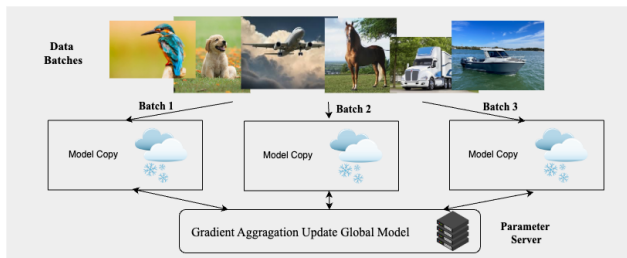 Data
Batches
Batch 1
Batch 2
Batch 3
Model Copy
Model Copy
Model Copy
Gradient Aggragation Update Global Model
Parameter
Server